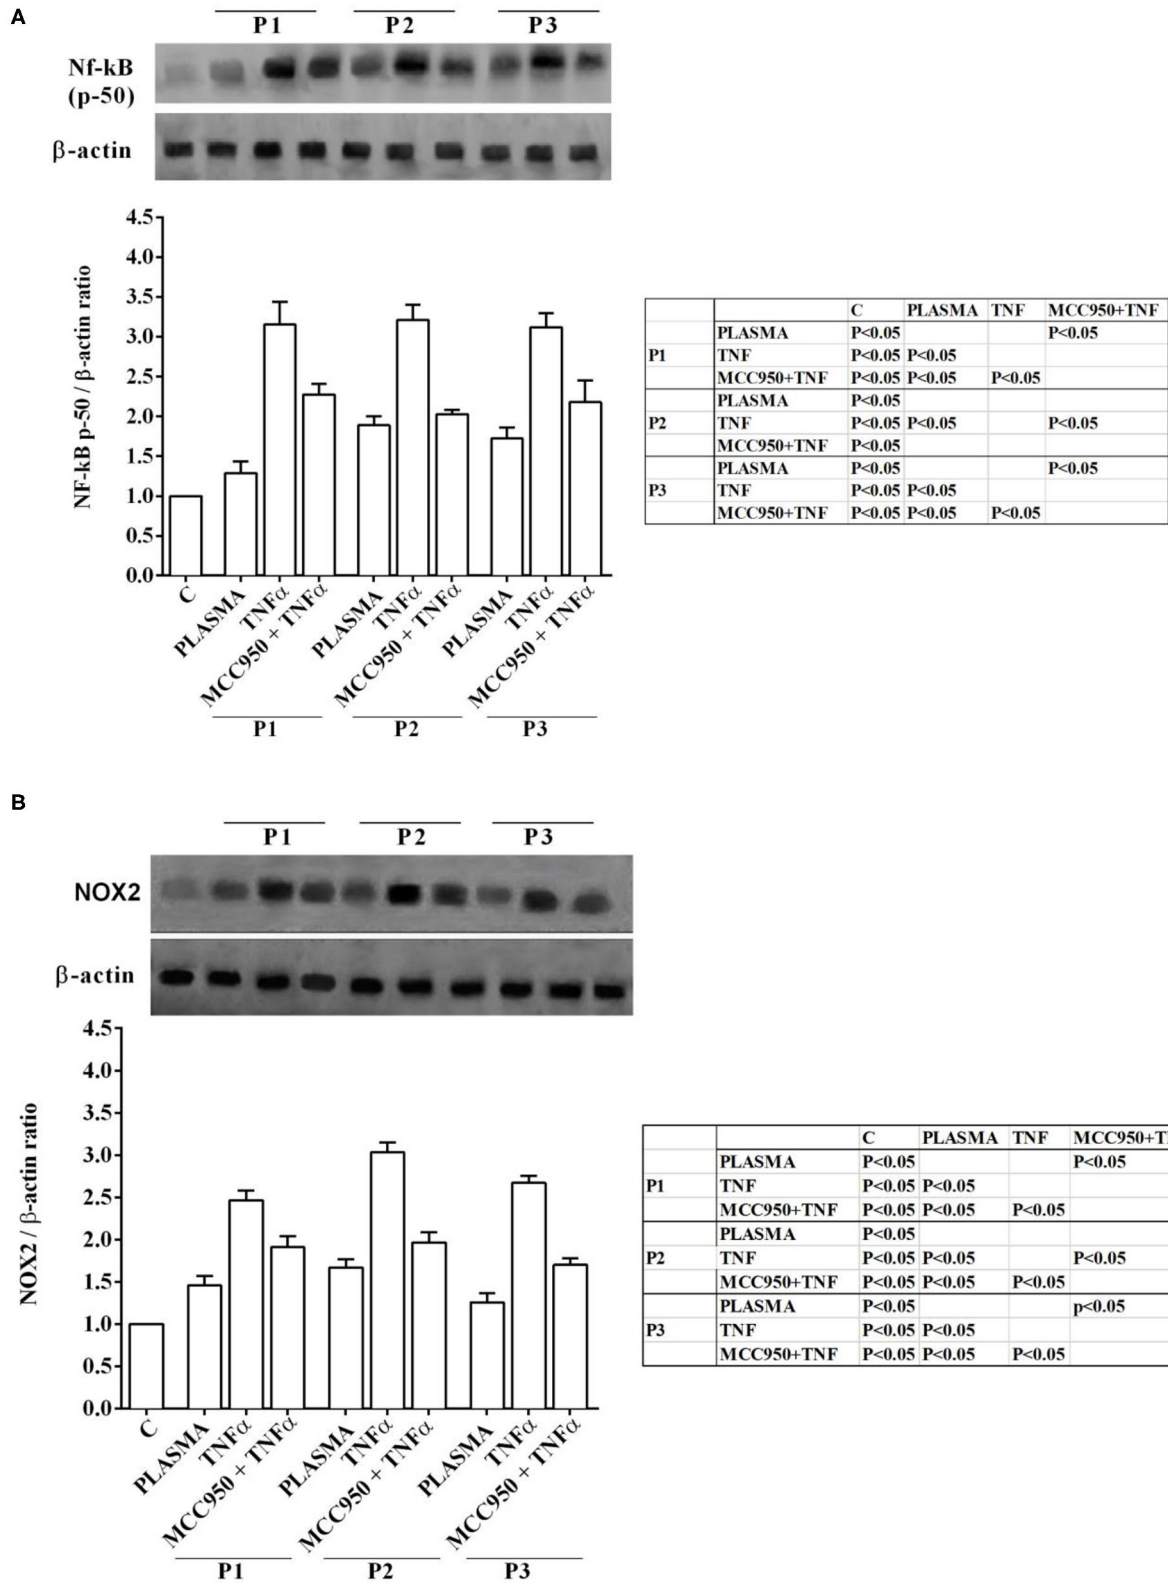 A
P1 P2 P3
Nf-kB
(p-50)
β-actin
NF-kB p-50 / β-actin ratio
4.5
4.0
3.5
3.0
2.5
2.0
1.5
1.0
0.5
0.0
C PLASMA TNFα MCC950 + TNFα PLASMA TNFα MCC950 + TNFα PLASMA TNFα MCC950 + TNFα
P1 P2 P3
C PLASMA TNF MCC950+TNF
PLASMA P<0.05 P<0.05
P1 TNF P<0.05 P<0.05
MCC950+TNF P<0.05 P<0.05 P<0.05
PLASMA P<0.05
P2 TNF P<0.05 P<0.05 P<0.05
MCC950+TNF P<0.05
PLASMA P<0.05 P<0.05
P3 TNF P<0.05 P<0.05
MCC950+TNF P<0.05 P<0.05 P<0.05
B
P1 P2 P3
NOX2
β-actin
NOX2 / β-actin ratio
4.5
4.0
3.5
3.0
2.5
2.0
1.5
1.0
0.5
0.0
C PLASMA TNFα MCC950 + TNFα PLASMA TNFα MCC950 + TNFα PLASMA TNFα MCC950 + TNFα
P1 P2 P3
C PLASMA TNF
PLASMA P<0.05 P<0.05
P1 TNF P<0.05 P<0.05
MCC950+TNF P<0.05 P<0.05 P<0.05
PLASMA P<0.05
P2 TNF P<0.05 P<0.05 P<0.05
MCC950+TNF P<0.05 P<0.05 P<0.05
PLASMA P<0.05 p<0.05
P3 TNF P<0.05 P<0.05
MCC950+TNF P<0.05 P<0.05 P<0.05